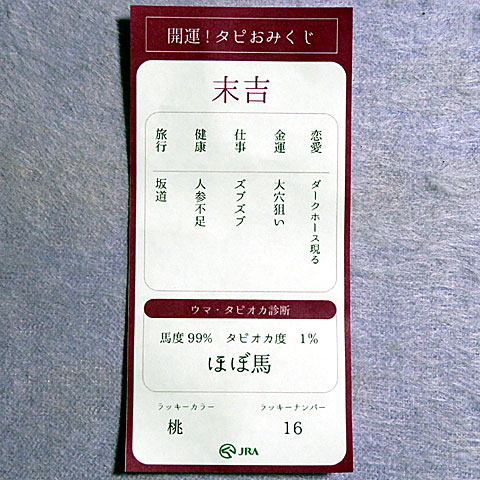 開運！タピおみくじ
末吉
恋愛 ダークホース現る
金運 大穴狙い
仕事 ズブズブ
健康 人参不足
旅行 坂道
ウマ・タピオカ診断
馬度 99% タピオカ度 1%
ほぼ馬
ラッキーカラー ラッキーナンバー
桃 16
JRA